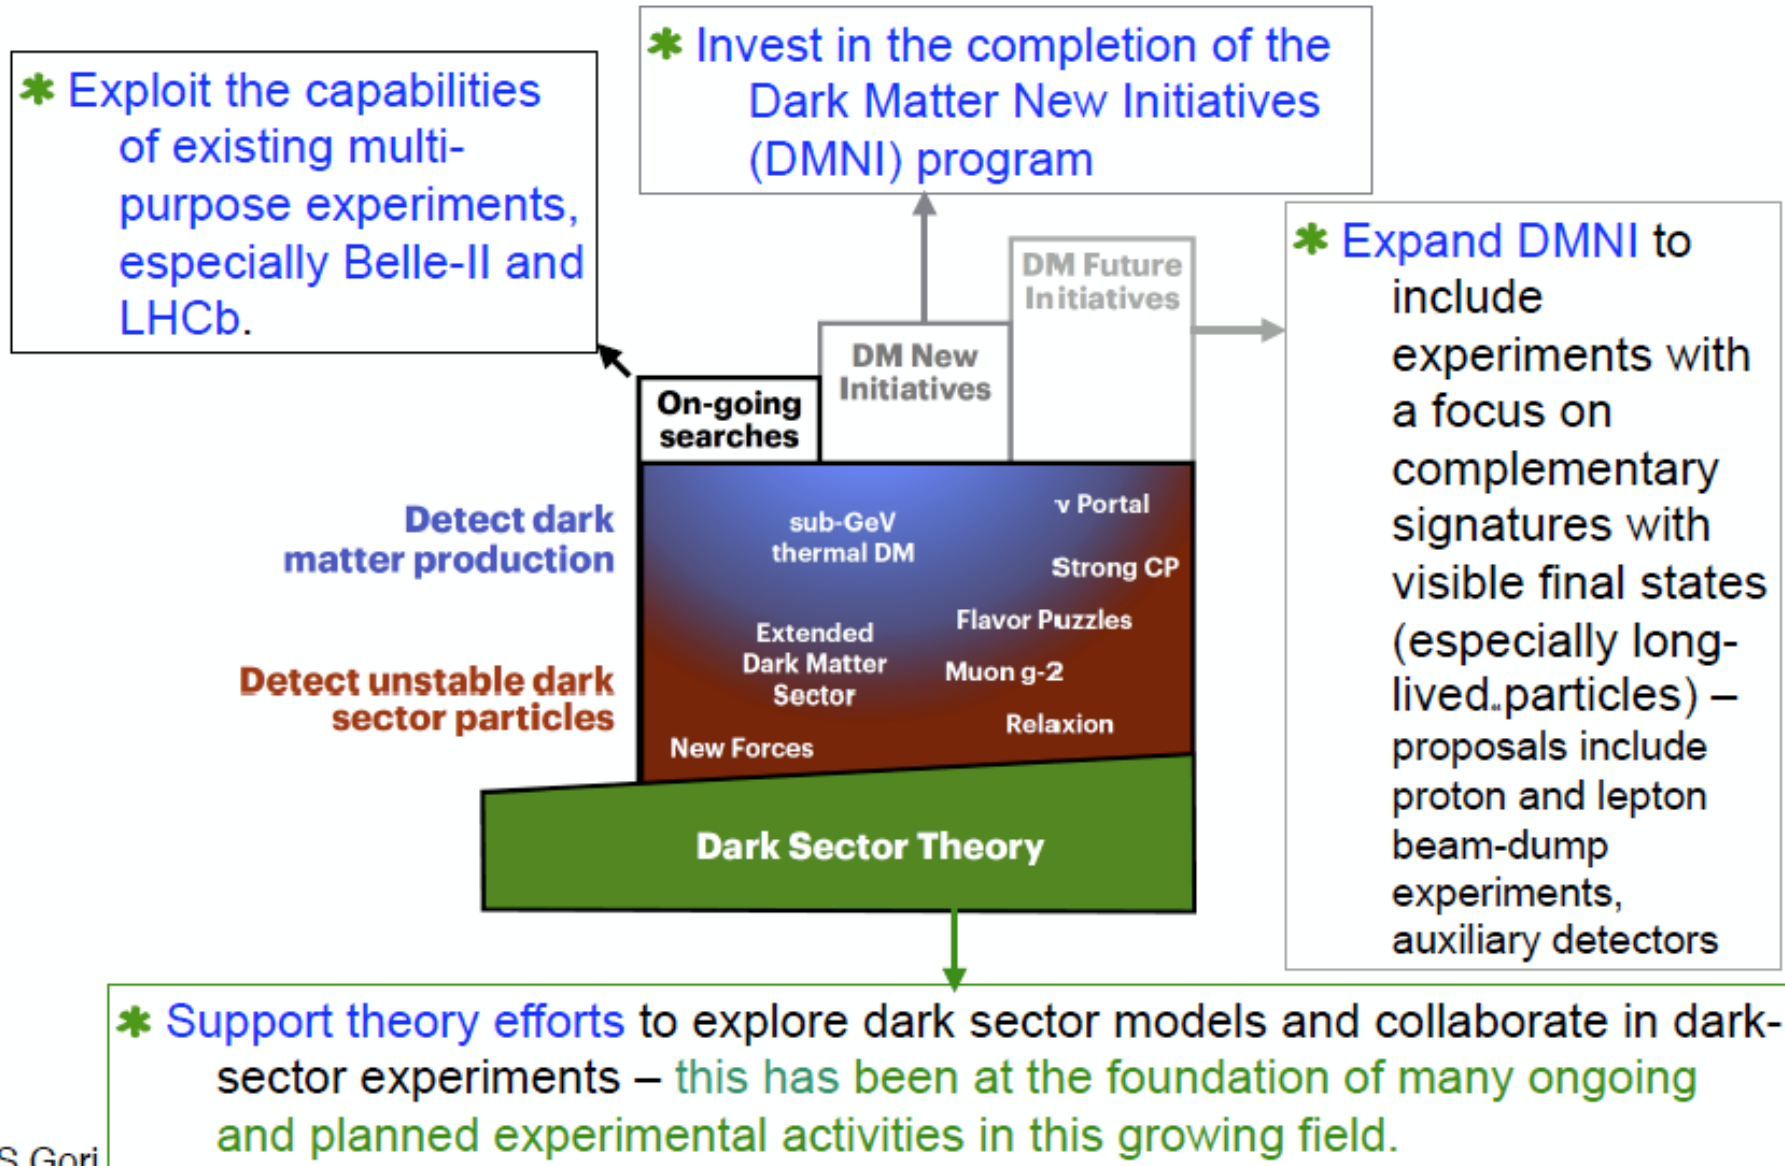 ✱ Exploit the capabilities
of existing multi-
purpose experiments,
especially Belle-II and
LHCb.
✱ Invest in the completion of the
Dark Matter New Initiatives
(DMNI) program
✱ Expand DMNI to
include
experiments with
a focus on
complementary
signatures with
visible final states
(especially long-
lived..particles) –
proposals include
proton and lepton
beam-dump
experiments,
auxiliary detectors
DM Future
Initiatives
DM New
Initiatives
On-going
searches
Detect dark
matter production
Detect unstable dark
sector particles
sub-GeV
thermal DM
ν Portal
Strong CP
Flavor Puzzles
Extended
Dark Matter
Sector
Muon g-2
Relaxion
New Forces
Dark Sector Theory
✱ Support theory efforts to explore dark sector models and collaborate in dark-
sector experiments – this has been at the foundation of many ongoing
and planned experimental activities in this growing field.
S Gori